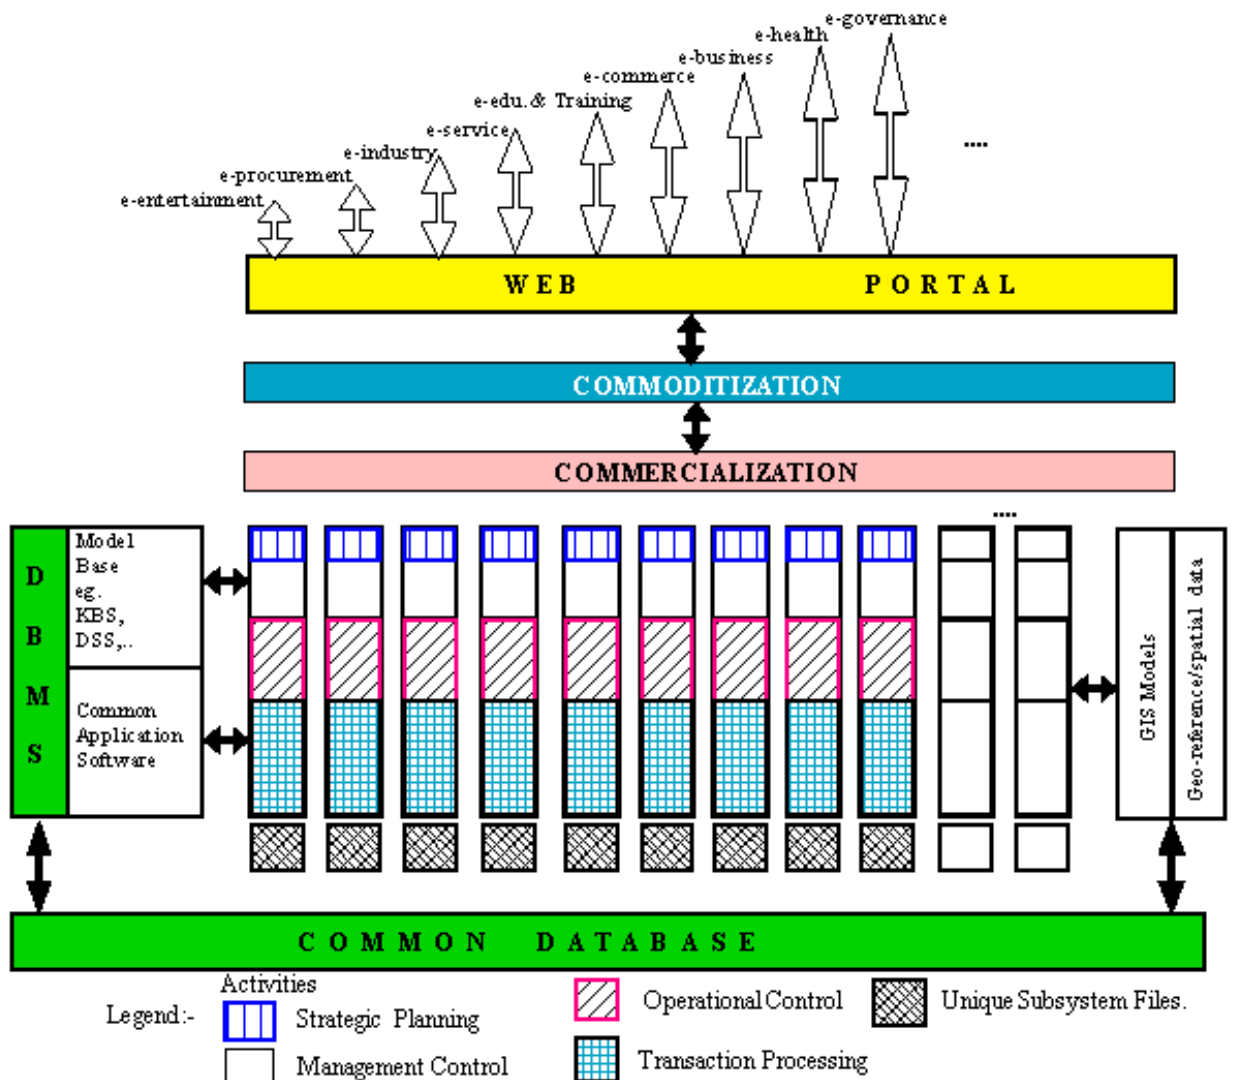 e-governance
e-health
e-business
e-commerce
e-edu. & Training
e-service
e-industry
e-procurement
e-entertainment
....
WEB PORTAL
COMMODITIZATION
COMMERCIALIZATION
....
D
B
M
S
Model
Base
eg.
KBS,
DSS,..
Common
Application
Software
GIS Models
Geo-reference/spatial data
COMMON DATABASE
Activities
Legend:-
Strategic Planning
Management Control
Operational Control
Transaction Processing
Unique Subsystem Files.